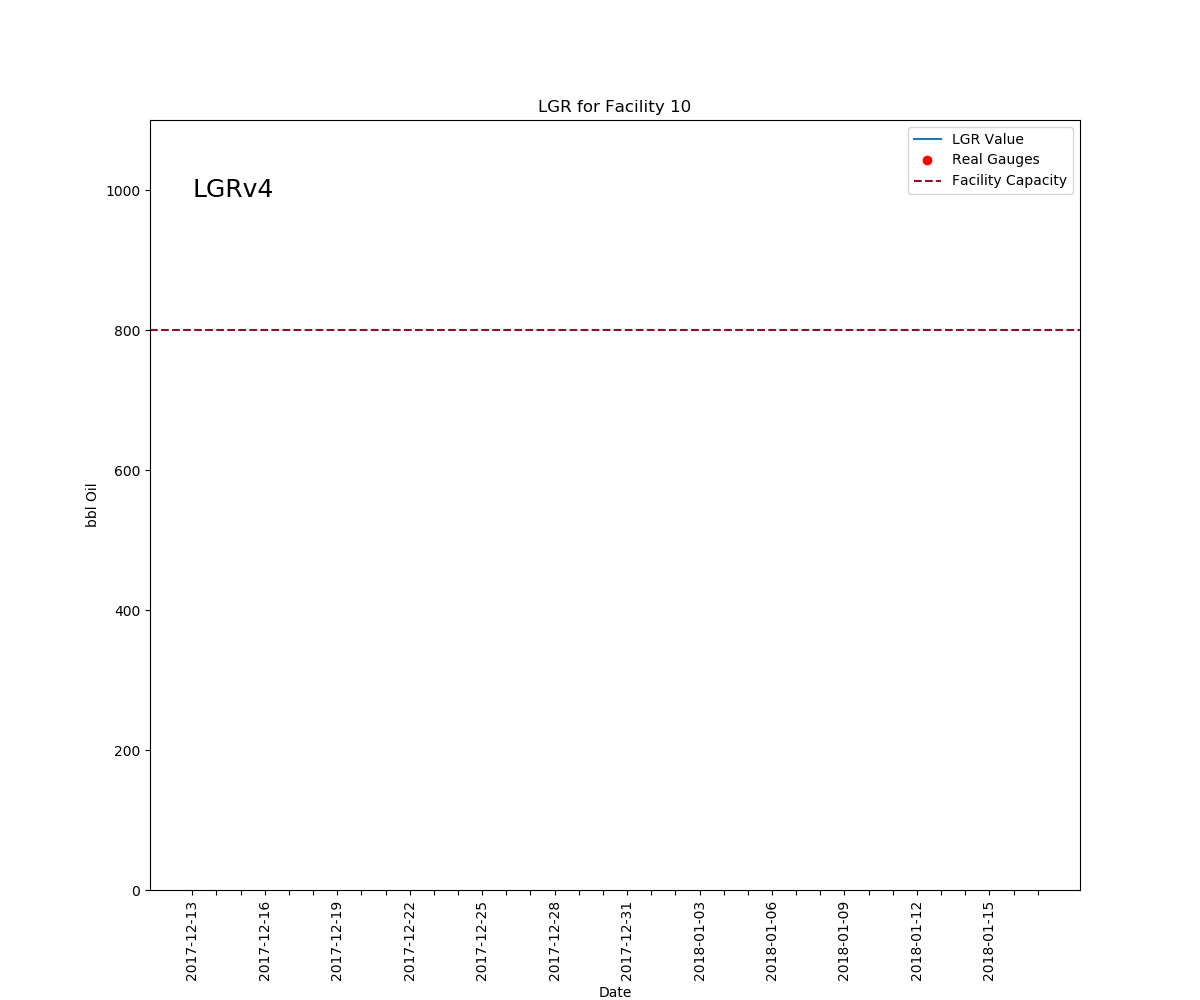 LGR for Facility 10
LGR Value
Real Gauges
Facility Capacity
LGRv4
1000
800
600
400
200
0
bbl Oil
2017-12-13
2017-12-16
2017-12-19
2017-12-22
2017-12-25
2017-12-28
2017-12-31
2018-01-03
2018-01-06
2018-01-09
2018-01-12
2018-01-15
Date